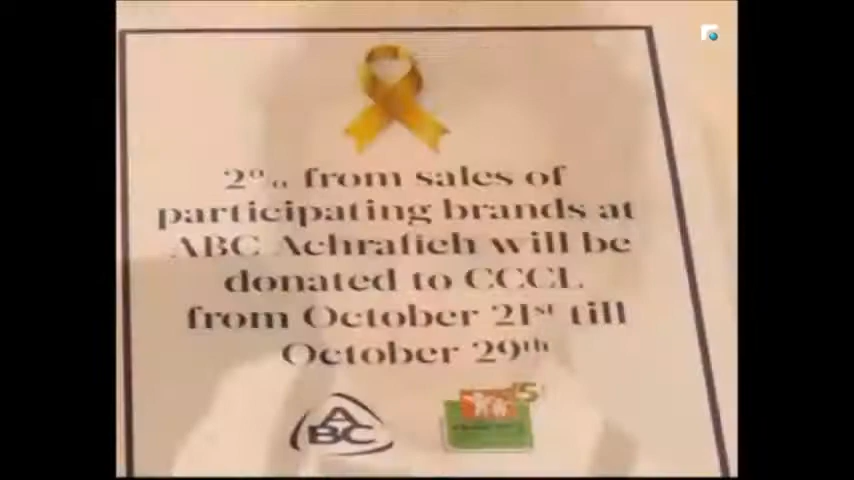 2% from sales of
participating brands at
ABC Achrafieh will be
donated to CCCL
from October 21st till
October 29th
ABC
15